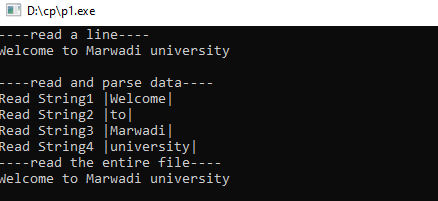 D:\cp\p1.exe
----read a line----
Welcome to Marwadi university

----read and parse data----
Read String1 |Welcome|
Read String2 |to|
Read String3 |Marwadi|
Read String4 |university|
----read the entire file----
Welcome to Marwadi university